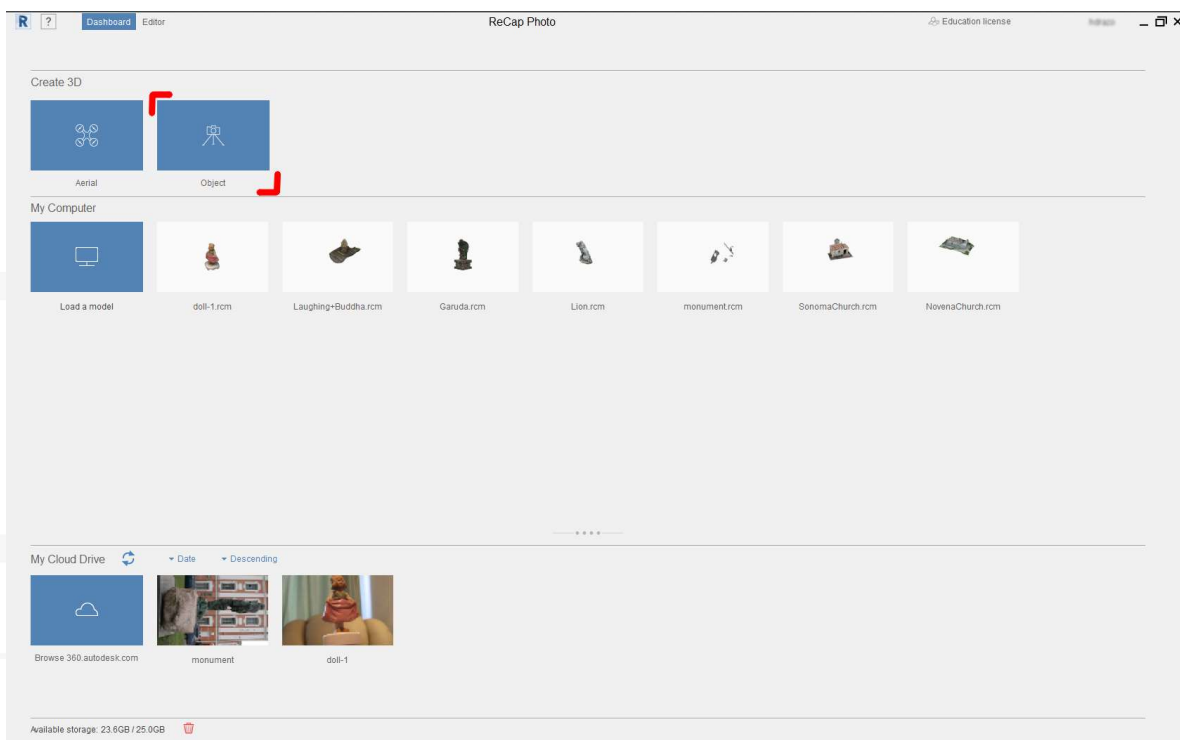 R ? Dashboard Editor ReCap Photo Education license
Create 3D
Aerial Object
My Computer
Load a model doll-1.rcm Laughing+Buddha.rcm Garuda.rcm Lion.rcm monument.rcm SonomaChurch.rcm NovenaChurch.rcm
My Cloud Drive Date Descending
Browse 360.autodesk.com monument doll-1
Available storage: 23.6GB / 25.0GB